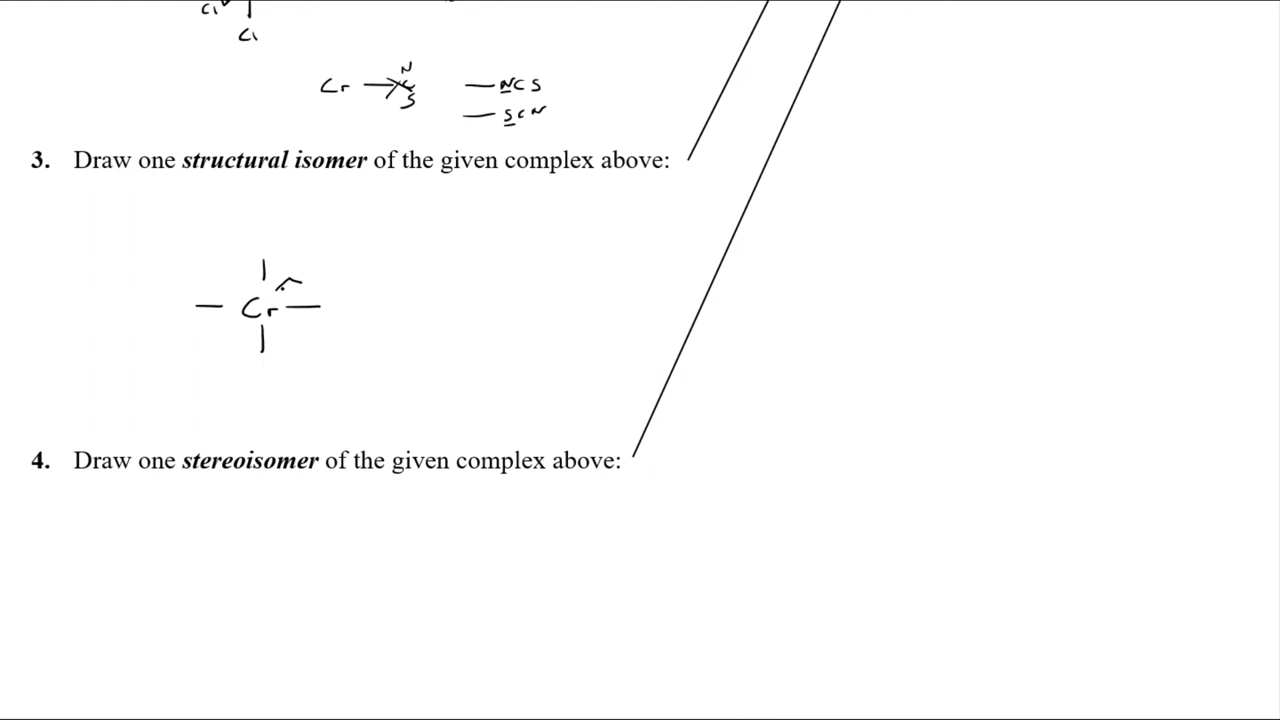 Cl
Cl
N
Cr
S
NCS
SCN
3. Draw one structural isomer of the given complex above:
Cr
4. Draw one stereoisomer of the given complex above: